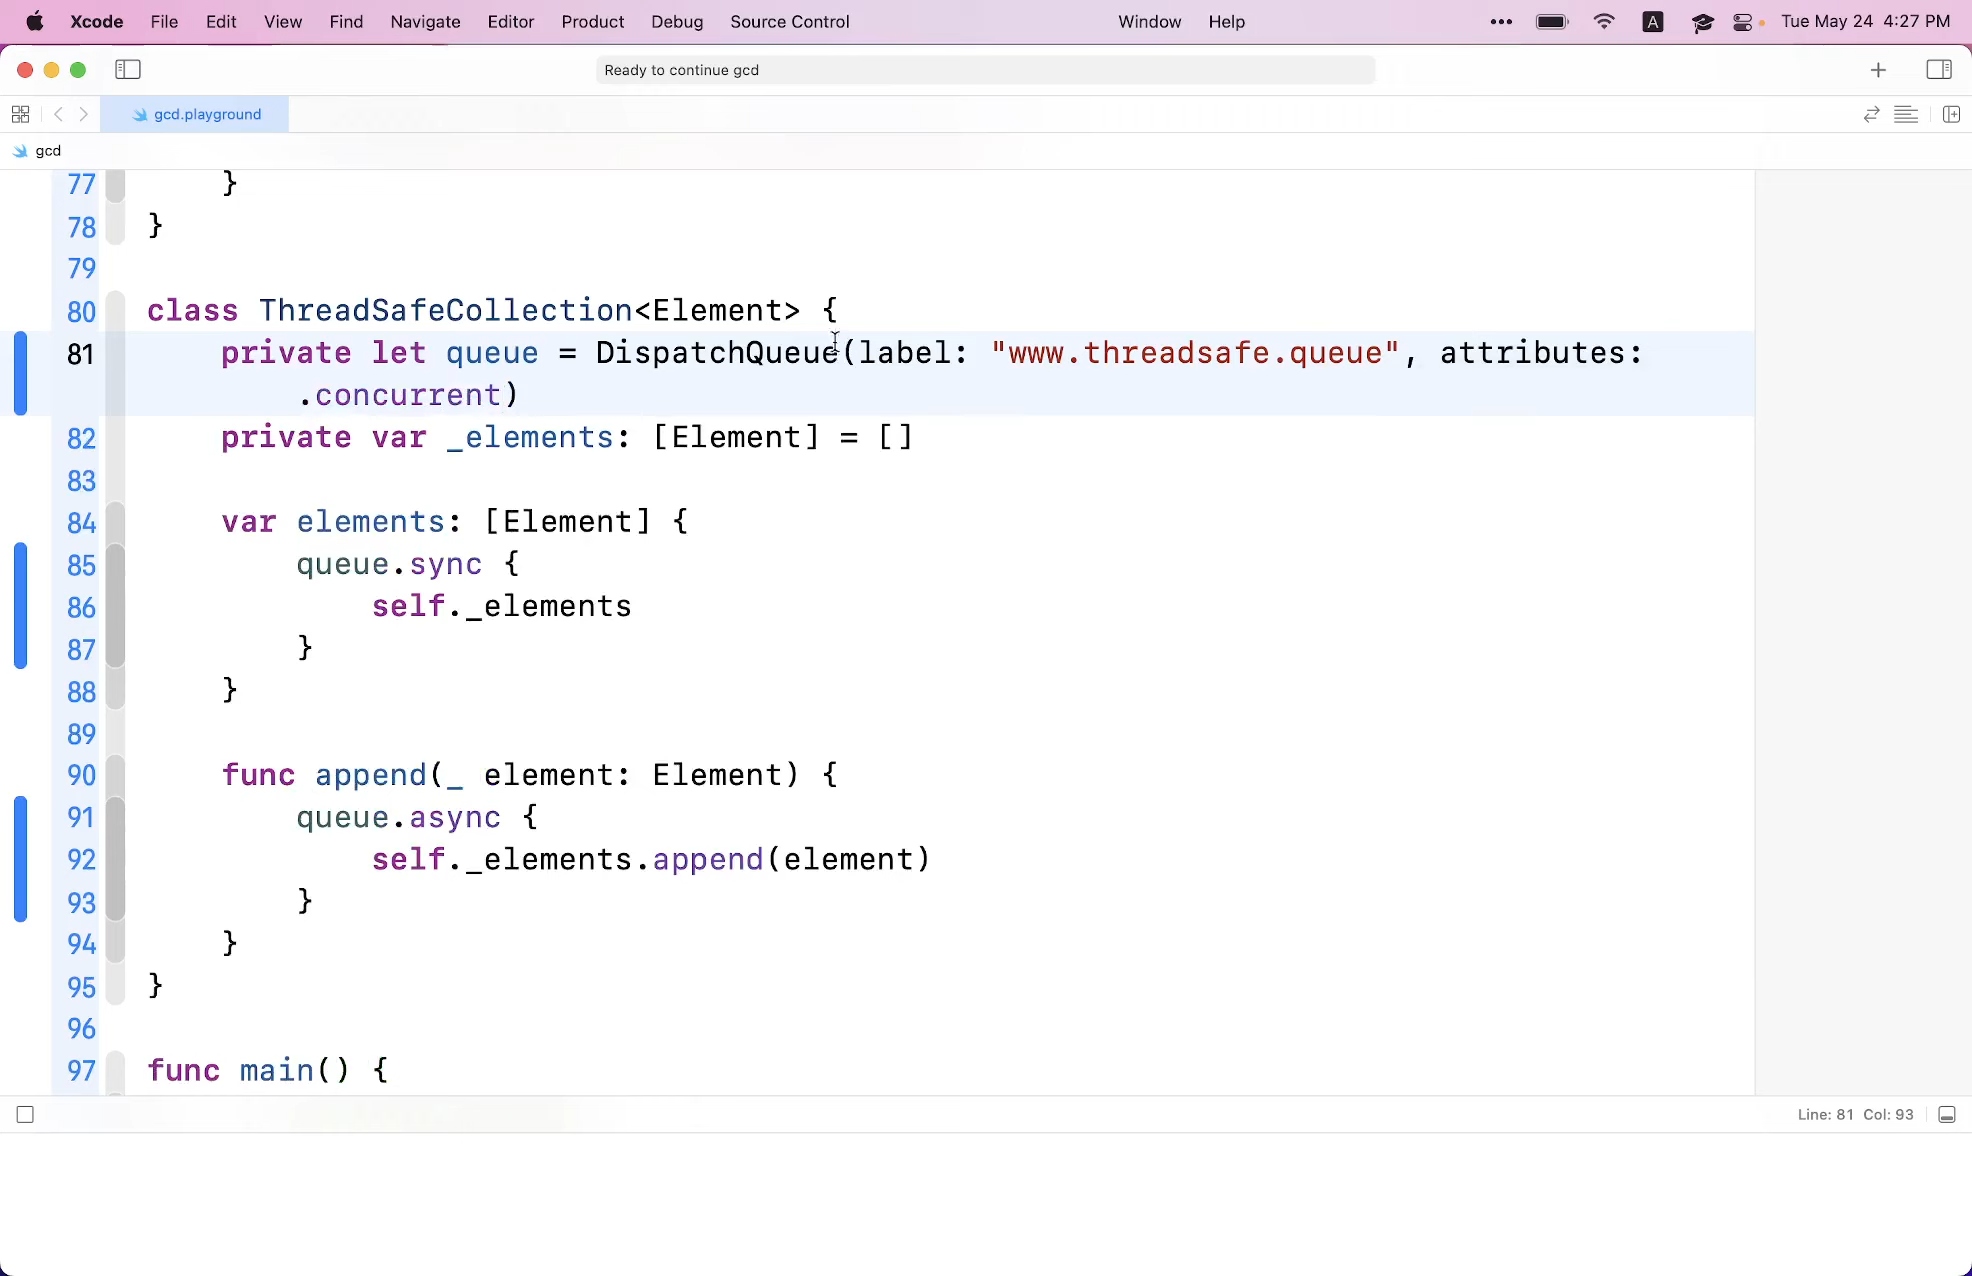 Xcode File Edit View Find Navigate Editor Product Debug Source Control Window Help ••• A Tue May 24 4:27 PM
Ready to continue gcd
gcd.playground
gcd
77 }
78 }
79
80 class ThreadSafeCollection<Element> {
81 private let queue = DispatchQueue(label: "www.threadsafe.queue", attributes:
.concurrent)
82 private var _elements: [Element] = []
83
84 var elements: [Element] {
85 queue.sync {
86 self._elements
87 }
88 }
89
90 func append(_ element: Element) {
91 queue.async {
92 self._elements.append(element)
93 }
94 }
95 }
96
97 func main() {
Line: 81 Col: 93